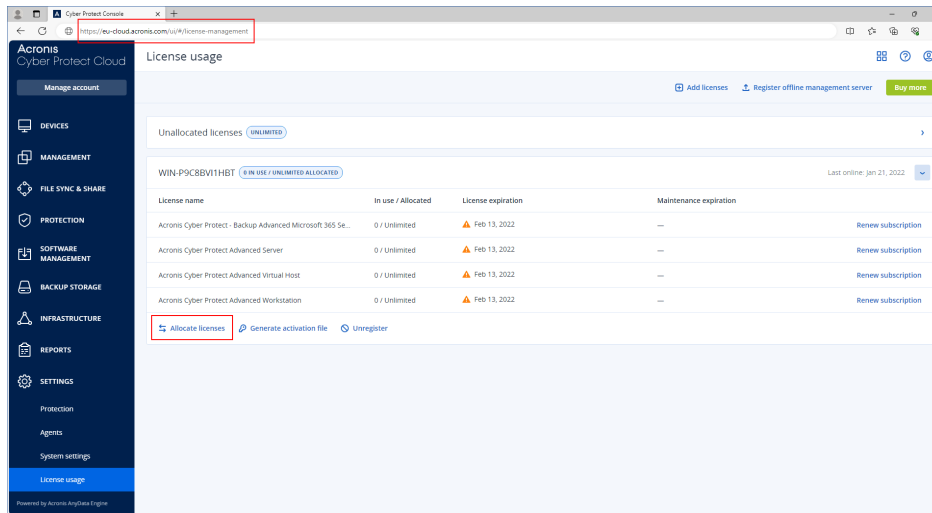 Cyber Protect Console
https://eu-cloud.acronis.com/ui/#/license-management
Acronis
Cyber Protect Cloud
License usage
Manage account
Add licenses
Register offline management server
Buy more
DEVICES
Unallocated licenses
UNLIMITED
MANAGEMENT
WIN-P9C8BVI1HBT
0 IN USE / UNLIMITED ALLOCATED
Last online: Jan 21, 2022
FILE SYNC & SHARE
License name
In use / Allocated
License expiration
Maintenance expiration
PROTECTION
Acronis Cyber Protect - Backup Advanced Microsoft 365 Se...
0 / Unlimited
Feb 13, 2022
—
Renew subscription
SOFTWARE
MANAGEMENT
Acronis Cyber Protect Advanced Server
0 / Unlimited
Feb 13, 2022
—
Renew subscription
BACKUP STORAGE
Acronis Cyber Protect Advanced Virtual Host
0 / Unlimited
Feb 13, 2022
—
Renew subscription
Acronis Cyber Protect Advanced Workstation
0 / Unlimited
Feb 13, 2022
—
Renew subscription
INFRASTRUCTURE
Allocate licenses
Generate activation file
Unregister
REPORTS
SETTINGS
Protection
Agents
System settings
License usage
Powered by Acronis AnyData Engine